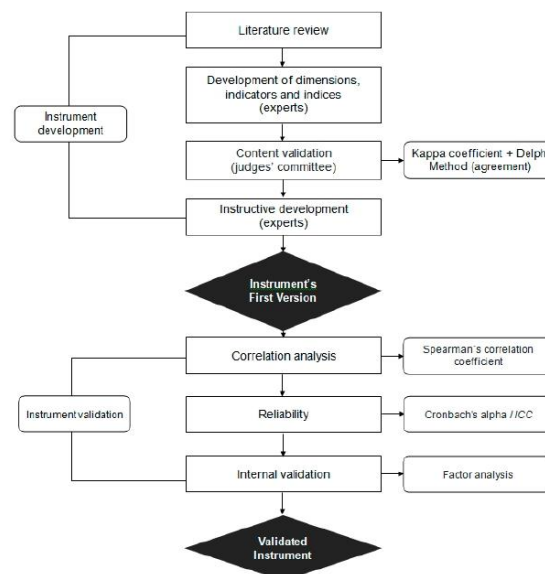 Literature review
Development of dimensions,
indicators and indices
(experts)
Instrument
development
Content validation
(judges' committee)
Kappa coefficient + Delph
Method (agreement)
Instructive development
(experts)
Instrument's
First Version
Correlation analysis
Spearman's correlation
coefficient
Instrument validation
Reliability
Cronbach's alpha / ICC
Internal validation
Factor analysis
Validated
Instrument